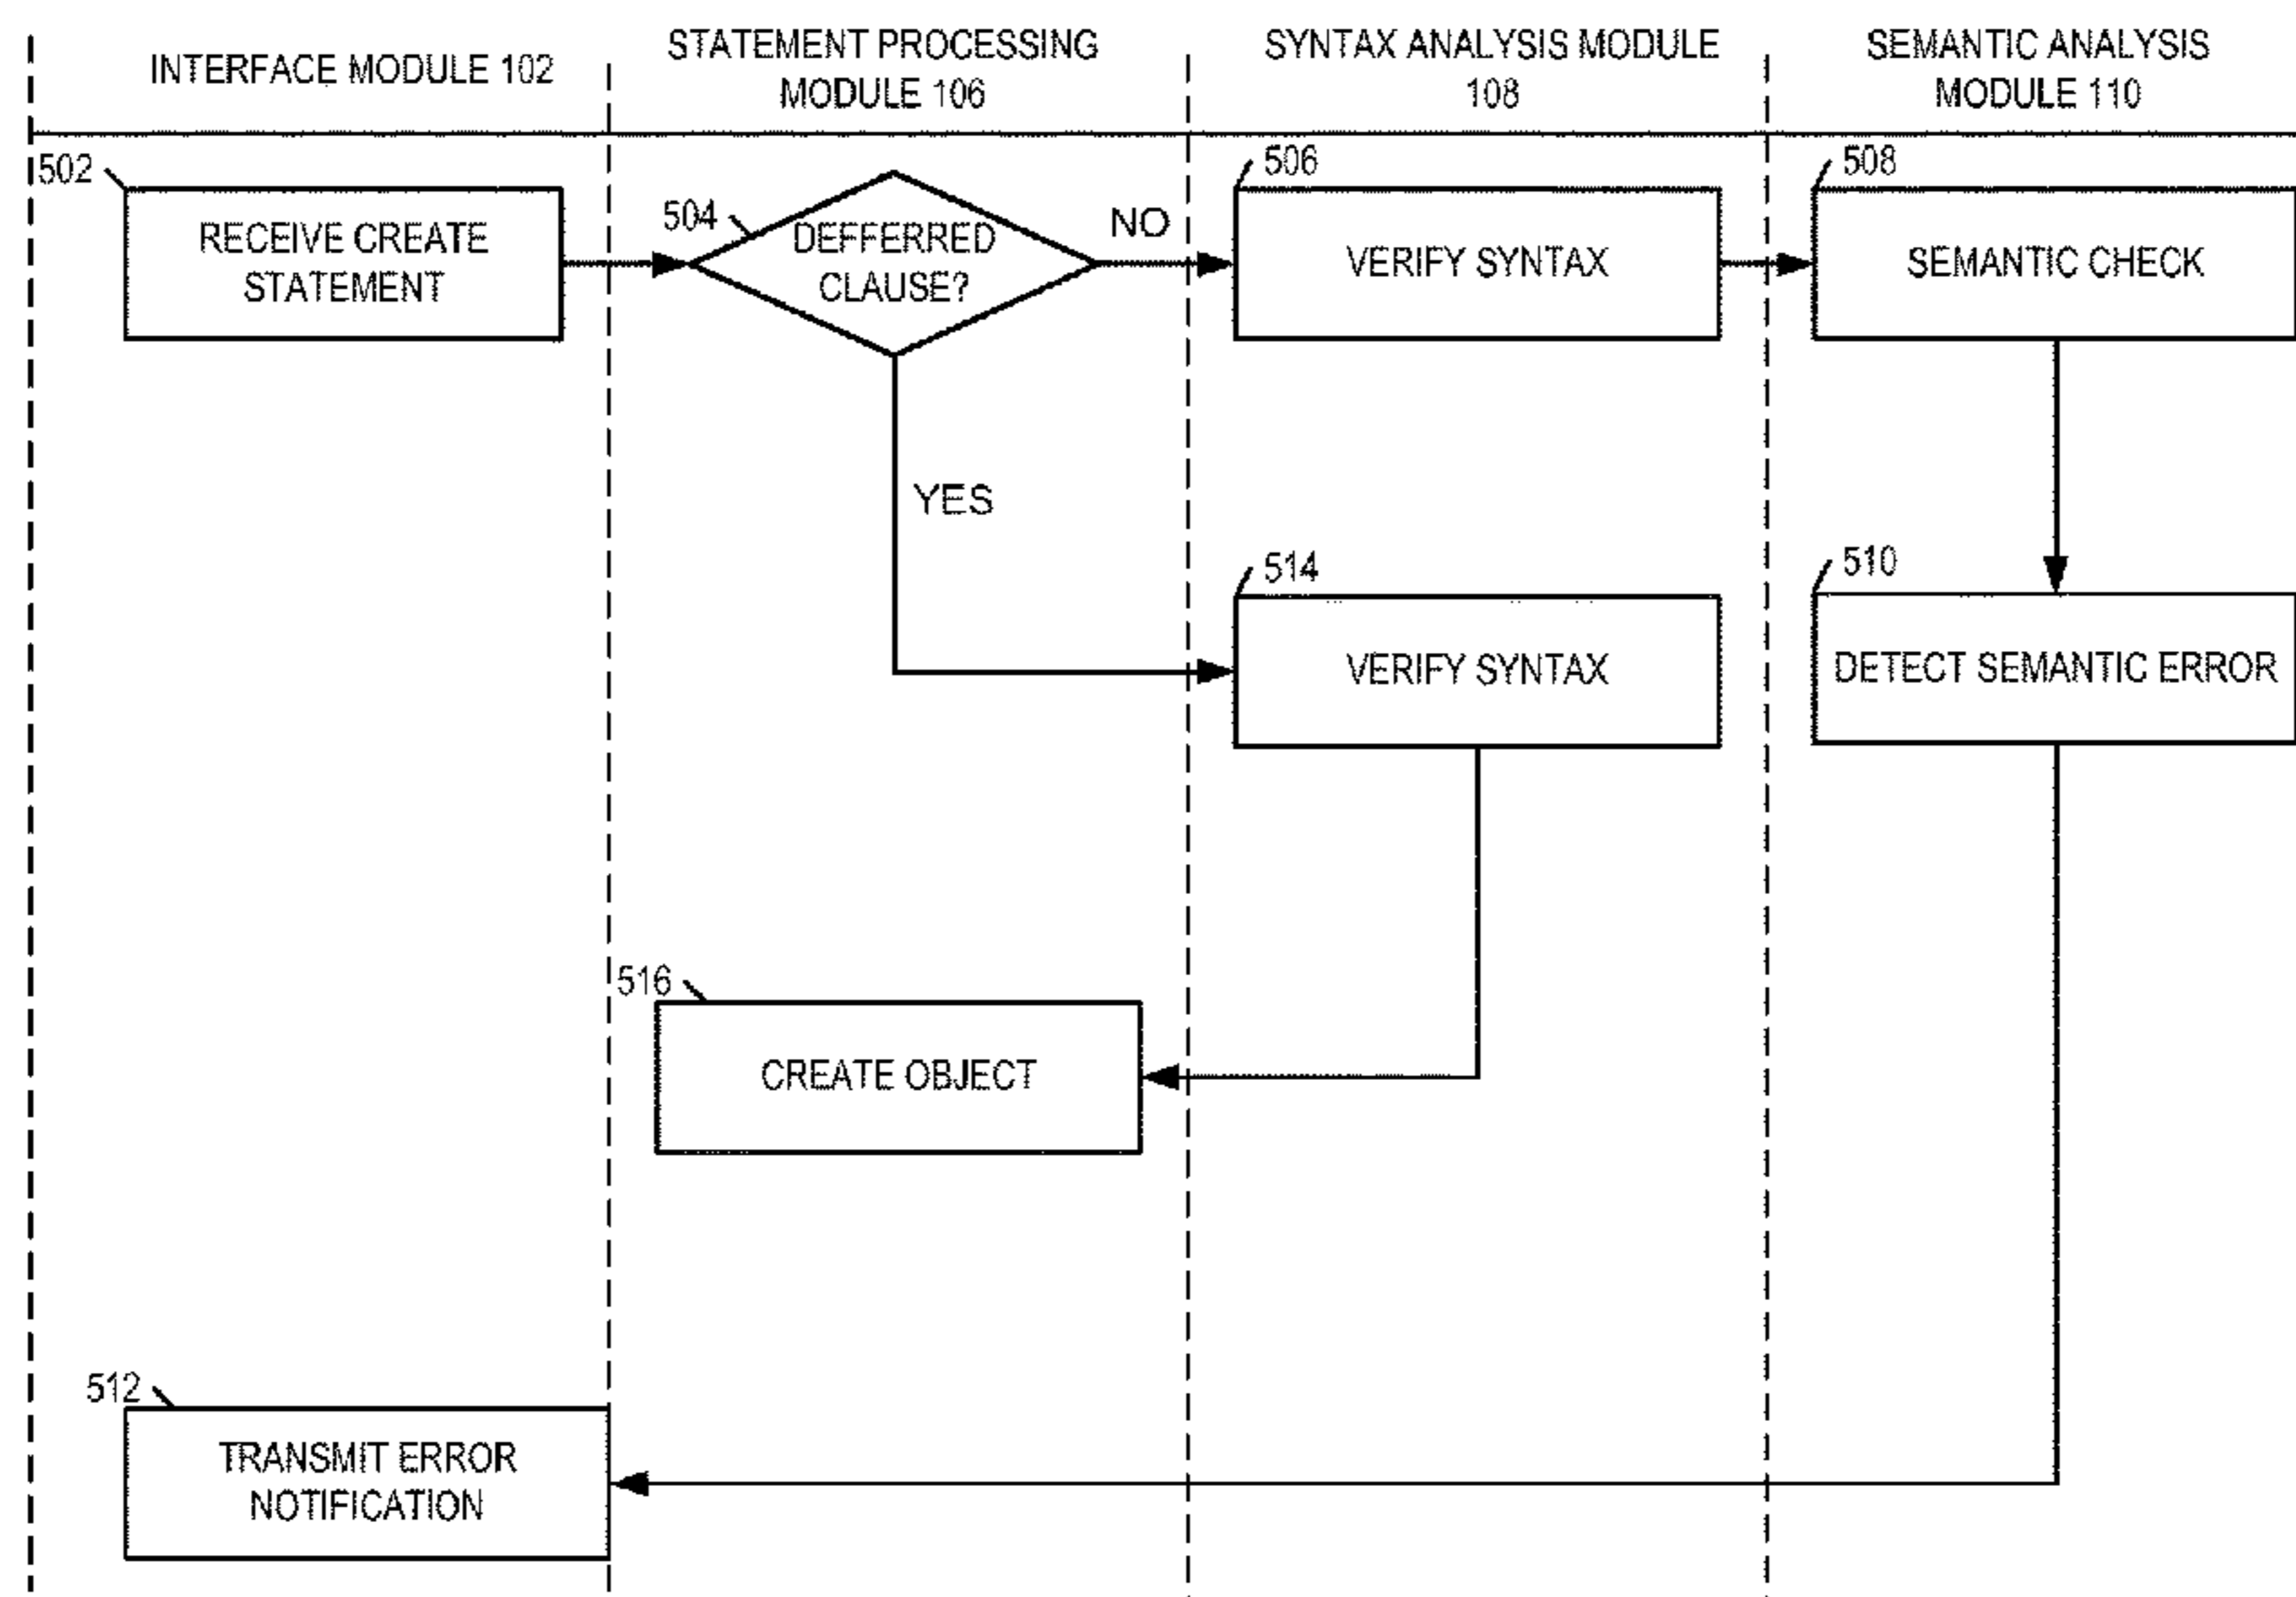 INTERFACE MODULE 102
STATEMENT PROCESSING
MODULE 106
SYNTAX ANALYSIS MODULE
108
SEMANTIC ANALYSIS
MODULE 110
502
RECEIVE CREATE
STATEMENT
504
DEFFERRED
CLAUSE?
NO
506
VERIFY SYNTAX
508
SEMANTIC CHECK
YES
514
VERIFY SYNTAX
510
DETECT SEMANTIC ERROR
516
CREATE OBJECT
512
TRANSMIT ERROR
NOTIFICATION